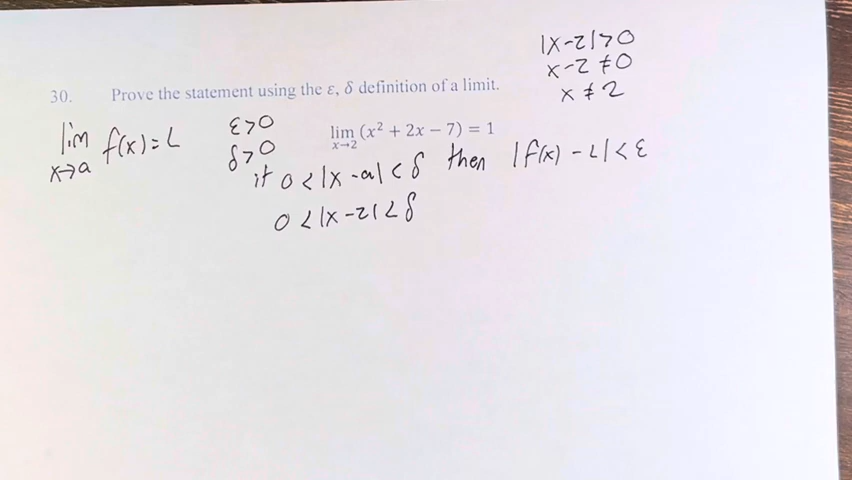 |x-2|>0
x-2≠0
x≠2
30. Prove the statement using the ε, δ definition of a limit.
lim x→a f(x)=L
ε>0
δ>0
lim x→2 (x² + 2x − 7) = 1
if 0<|x-a|<δ then |f(x)-L|<ε
0<|x-2|<δ